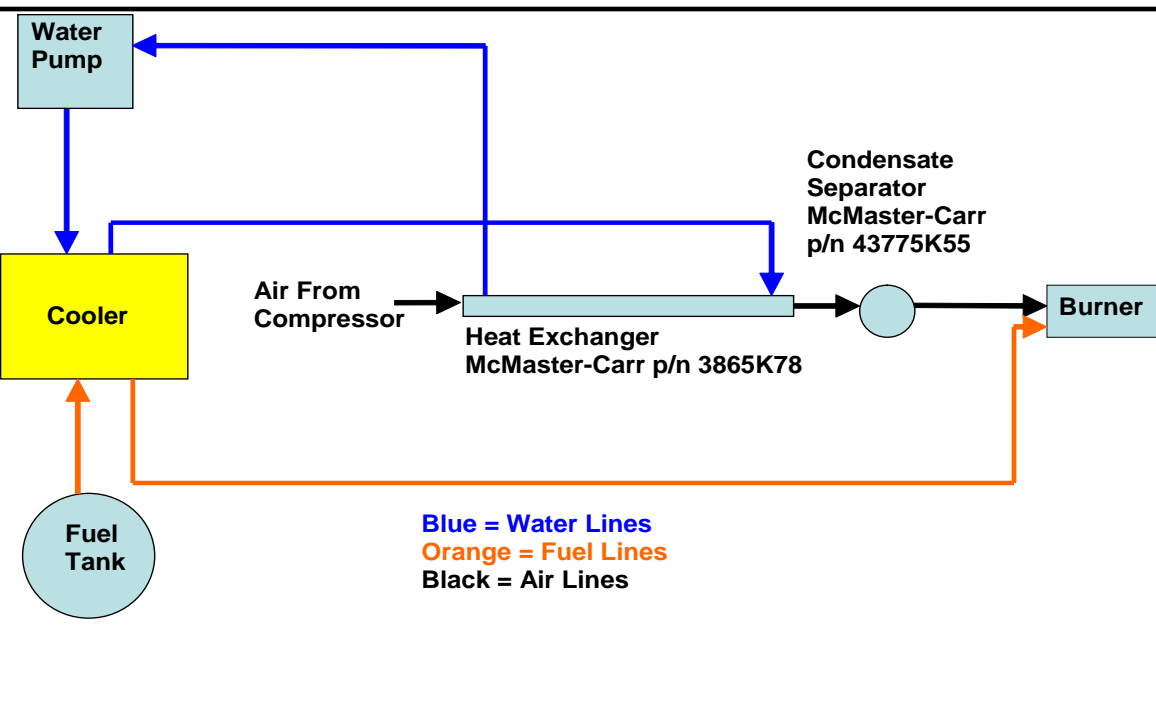 Water
Pump
Condensate
Separator
McMaster-Carr
p/n 43775K55
Cooler
Air From
Compressor
Burner
Heat Exchanger
McMaster-Carr p/n 3865K78
Fuel
Tank
Blue = Water Lines
Orange = Fuel Lines
Black = Air Lines